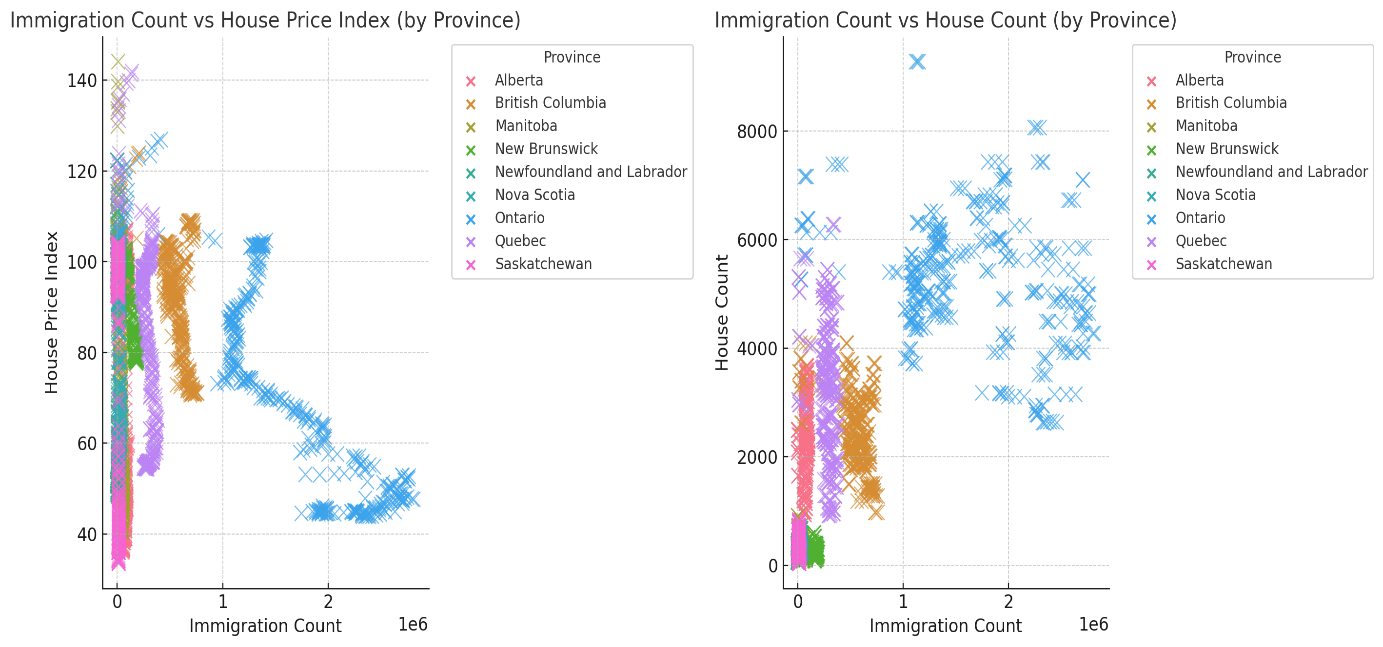 Immigration Count vs House Price Index (by Province)
House Price Index
140
120
100
80
60
40
0
1
2
1e6
Immigration Count
Province
Alberta
British Columbia
Manitoba
New Brunswick
Newfoundland and Labrador
Nova Scotia
Ontario
Quebec
Saskatchewan
Immigration Count vs House Count (by Province)
House Count
8000
6000
4000
2000
0
0
1
2
1e6
Immigration Count
Province
Alberta
British Columbia
Manitoba
New Brunswick
Newfoundland and Labrador
Nova Scotia
Ontario
Quebec
Saskatchewan